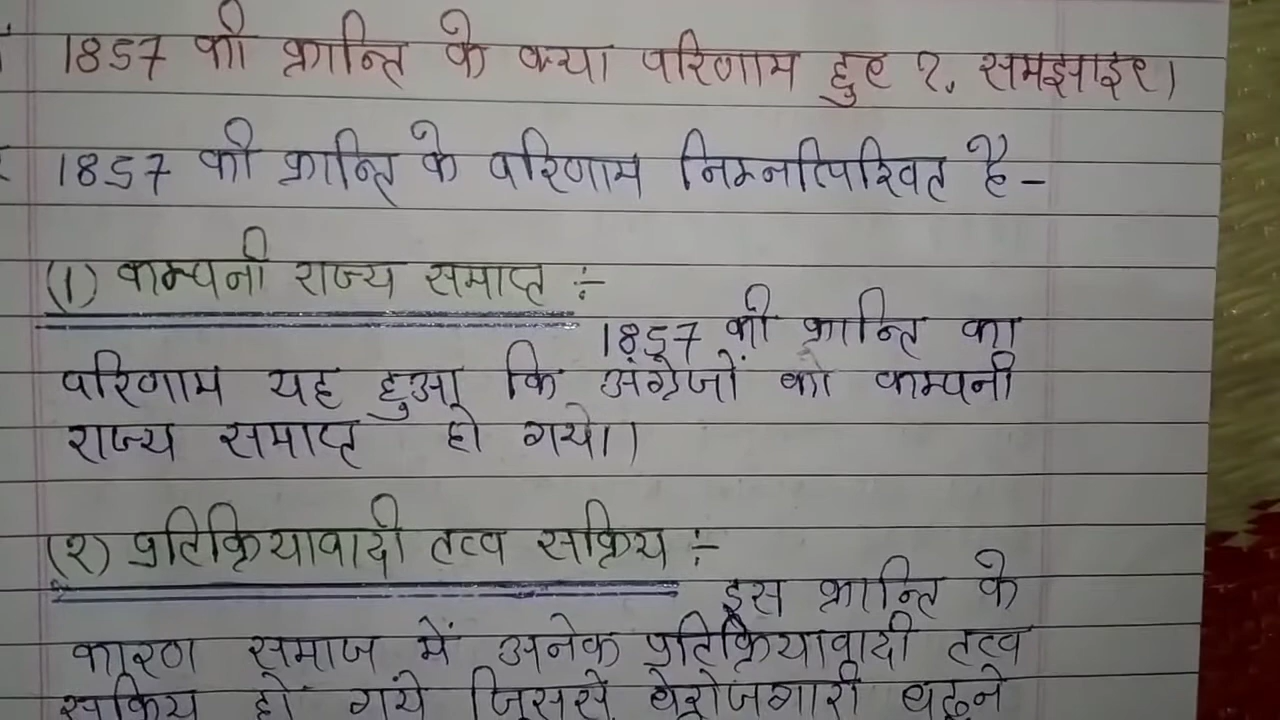 1857 की क्रान्ति के क्या परिणाम हुए ?, समझाइए।
1857 की क्रान्ति के परिणाम निम्नलिखित है -
(1) कम्पनी राज्य समाप्त :-
1857 की क्रान्ति का
परिणाम यह हुआ कि अंग्रेजों का कम्पनी
राज्य समाप्त हो गयो।
(२) प्रतिक्रियावादी तत्व सक्रिय :-
इस क्रान्ति के
कारण समाज में अनेक प्रतिक्रियावादी तत्व
सक्रिय हो गये जिससे बेरोजगारी बढ़ने